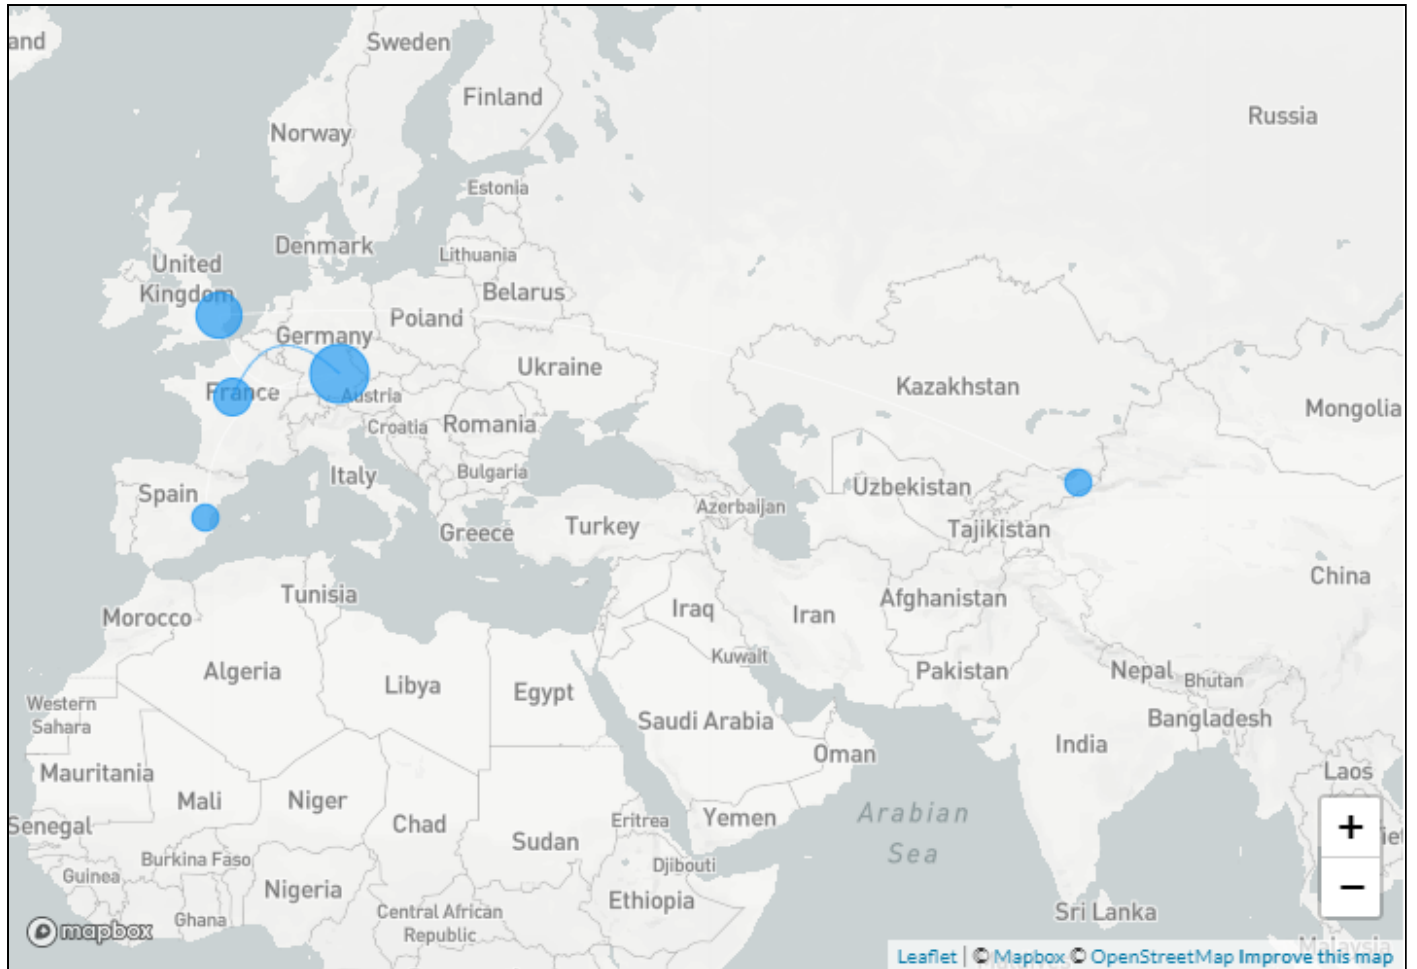 and
Sweden
Finland
Russia
Norway
Estonia
Denmark
Lithuania
United
Kingdom
Belarus
Poland
Germany
Ukraine
France
Austria
Kazakhstan
Mongolia
Croatia
Romania
Italy
Bulgaria
Spain
Uzbekistan
Azerbaijan
Greece
Turkey
Tajikistan
China
Tunisia
Morocco
Iraq
Iran
Afghanistan
Algeria
Kuwait
Libya
Egypt
Pakistan
Nepal
Bhutan
Western
Sahara
Saudi Arabia
Bangladesh
India
Oman
Mauritania
Laos
Mali
Niger
Chad
Yemen
Arabian
Sea
Senegal
Eritrea
Sudan
+
Burkina Faso
Djibouti
Guinea
Nigeria
Ethiopia
−
Ghana
Central African
Republic
Sri Lanka
mapbox
Malaysia
Leaflet | © Mapbox © OpenStreetMap Improve this map